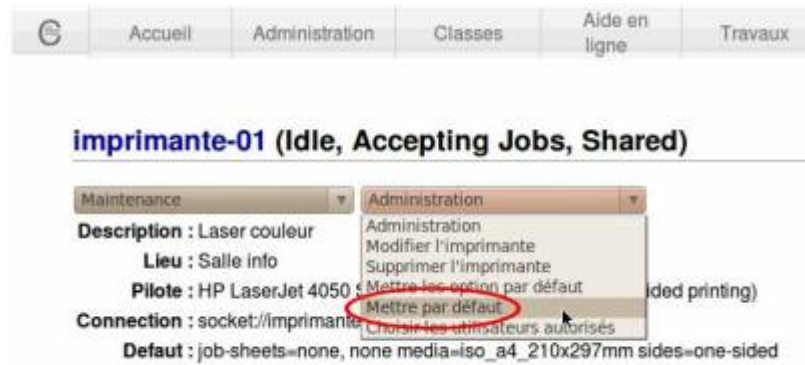 Accueil Administration Classes Aide en ligne Travaux
imprimante-01 (Idle, Accepting Jobs, Shared)
Maintenance Administration
Description : Laser couleur
Administration
Modifier l'imprimante
Lieu : Salle info
Supprimer l'imprimante
Pilote : HP LaserJet 4050
Mettre les option par défaut
printing)
Mettre par défaut
Connection : socket://imprimante
Choisir les utilisateurs autorisés
Defaut : job-sheets=none, none media=iso_a4_210x297mm sides=one-sided